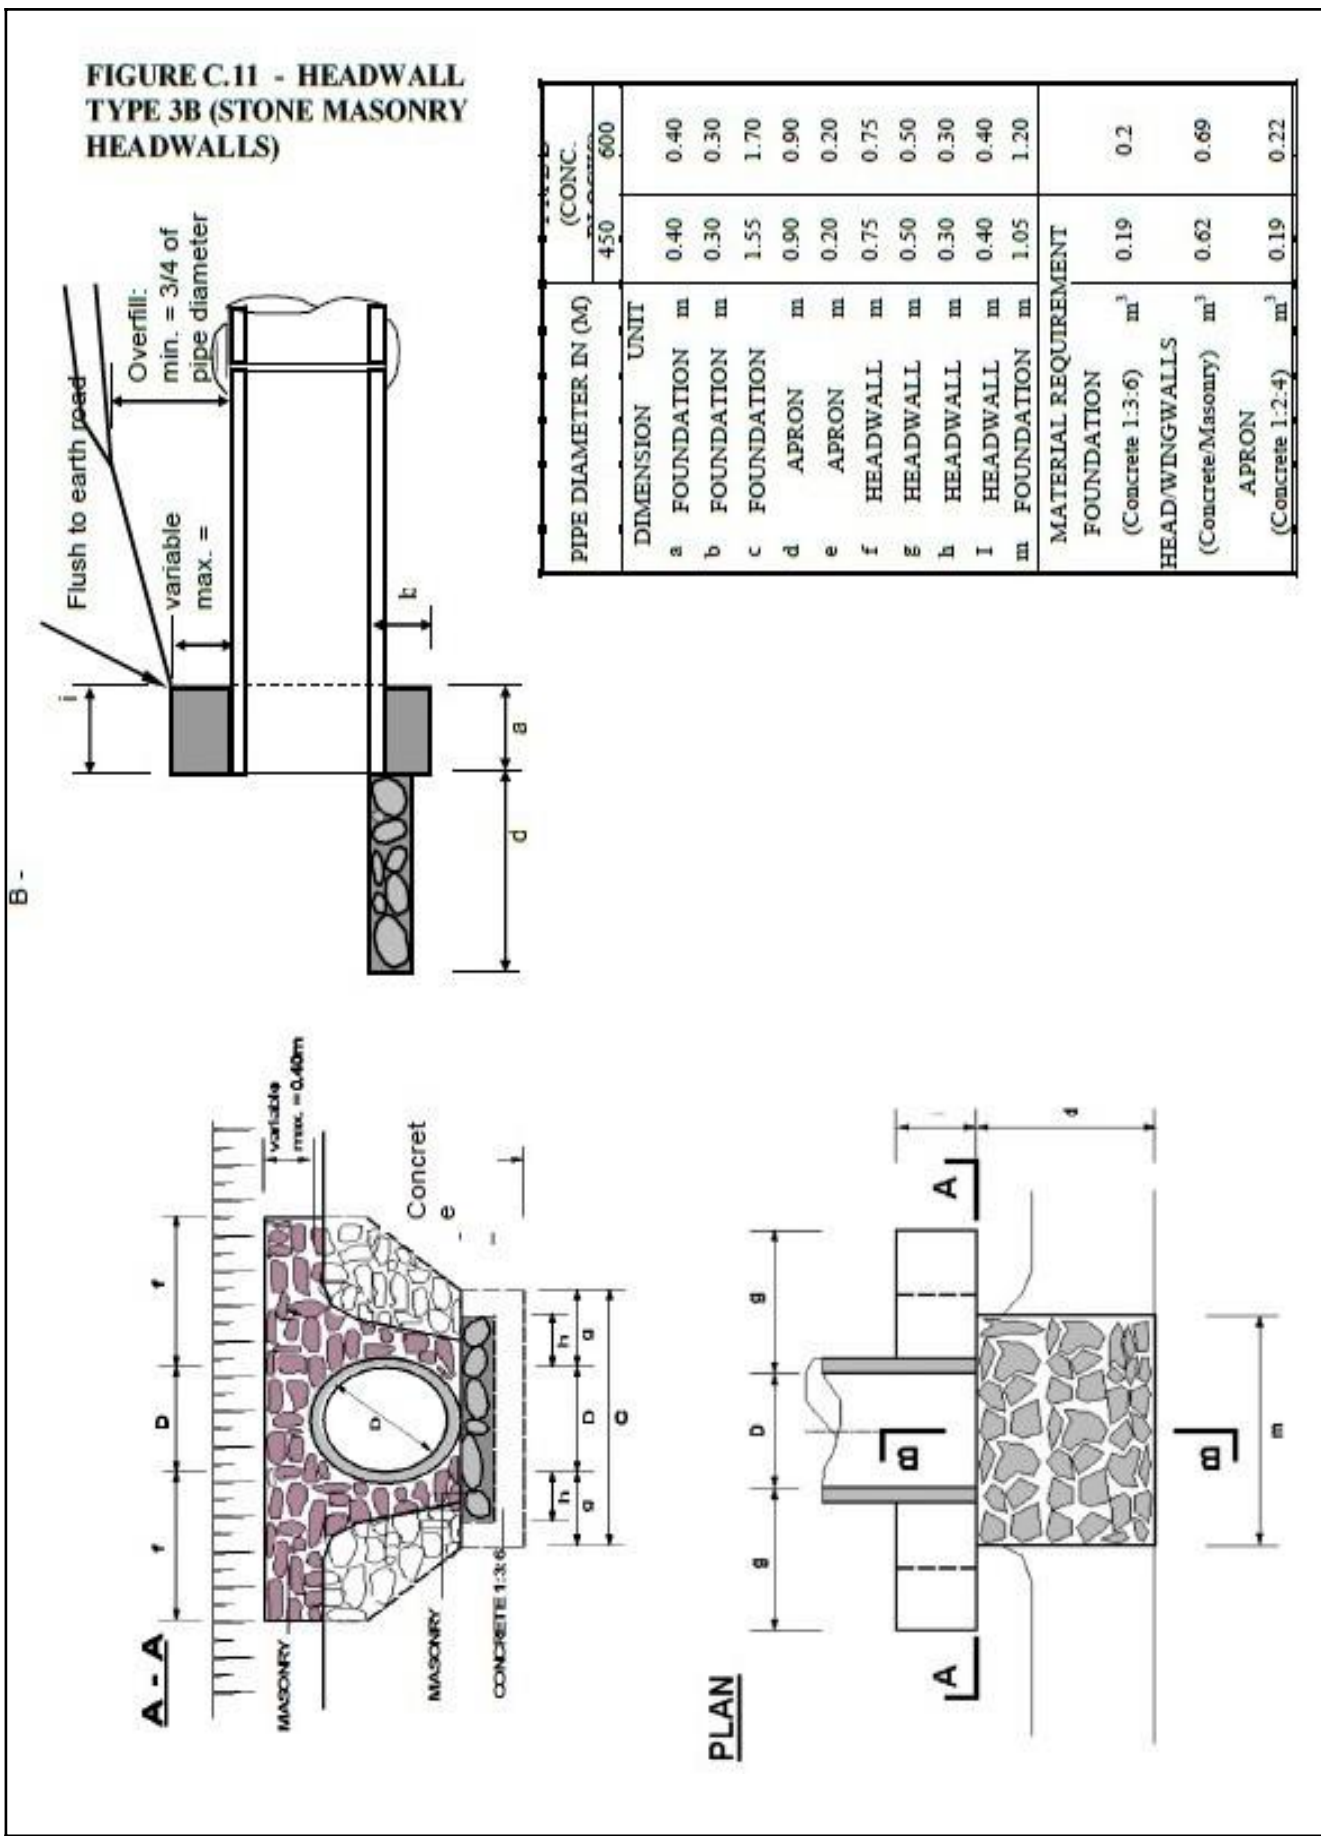 FIGURE C.11 - HEADWALL
TYPE 3B (STONE MASONRY
HEADWALLS)
B -
Flush to earth road
Overfill:
min. = 3/4 of
pipe diameter
variable
max. =
i
b
a
d
A - A
f D f
variable
max. = 0.40m
Concret
e
D
h h
g D g
C
MASONRY
MASONRY
CONCRETE 1:3:6
PLAN
g D g
d
A A
B B
m
(CONC.
PIPE DIAMETER IN (M) 450 600
DIMENSION UNIT
a FOUNDATION m 0.40 0.40
b FOUNDATION m 0.30 0.30
c FOUNDATION 1.55 1.70
d APRON m 0.90 0.90
e APRON m 0.20 0.20
f HEADWALL m 0.75 0.75
g HEADWALL m 0.50 0.50
h HEADWALL m 0.30 0.30
I HEADWALL m 0.40 0.40
m FOUNDATION m 1.05 1.20
MATERIAL REQUIREMENT
FOUNDATION
(Concrete 1:3:6) m³ 0.19 0.2
HEAD/WINGWALLS
(Concrete/Masonry) m³ 0.62 0.69
APRON
(Concrete 1:2:4) m³ 0.19 0.22